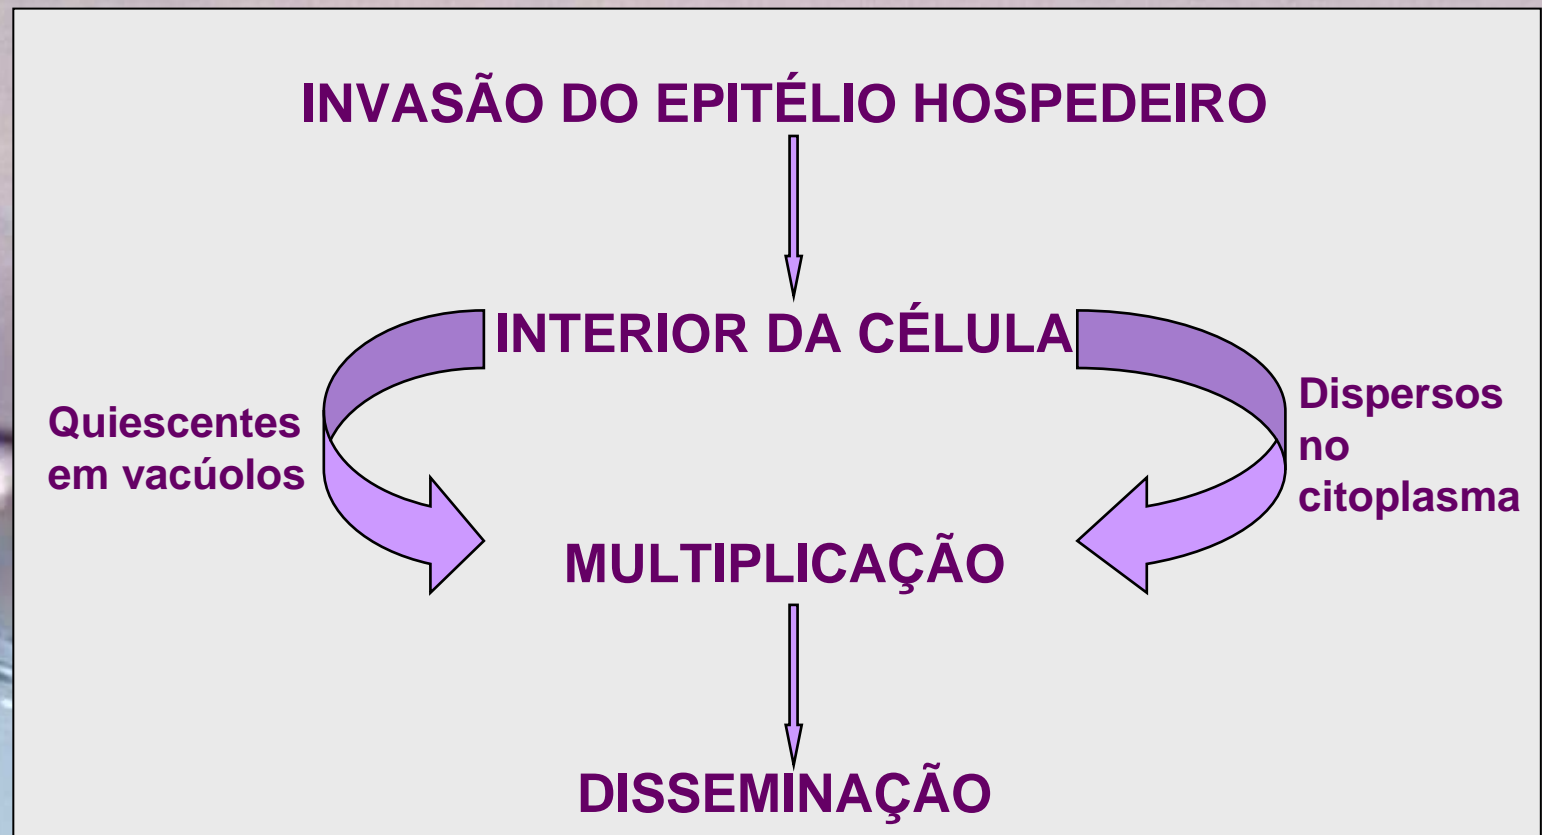 INVASÃO DO EPITÉLIO HOSPEDEIRO
INTERIOR DA CÉLULA
Quiescentes
em vacúolos
Dispersos
no
citoplasma
MULTIPLICAÇÃO
DISSEMINAÇÃO